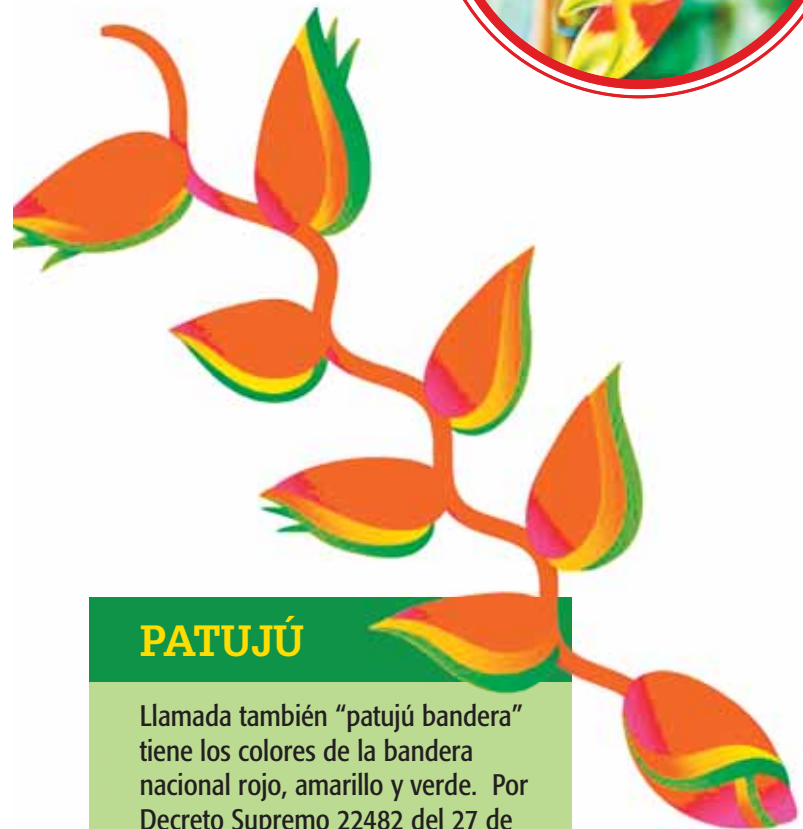 PATUJÚ
Llamada también “patujú bandera”
tiene los colores de la bandera
nacional rojo, amarillo y verde.  Por
Decreto Supremo 22482 del 27 de